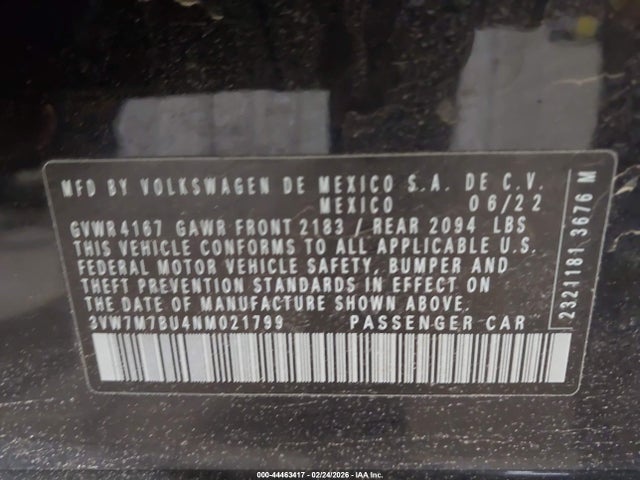 MFD BY VOLKSWAGEN DE MEXICO S.A. DE C.V.
MEXICO 06/22
GVWR 4167 GAWR FRONT 2183 / REAR 2094 LBS
THIS VEHICLE CONFORMS TO ALL APPLICABLE U.S.
FEDERAL MOTOR VEHICLE SAFETY, BUMPER AND
THEFT PREVENTION STANDARDS IN EFFECT ON
THE DATE OF MANUFACTURE SHOWN ABOVE.
3VW7M7BU4NM021799 PASSENGER CAR
2321181 3676 M
000-44463417 - 02/24/2026 - IAA Inc.